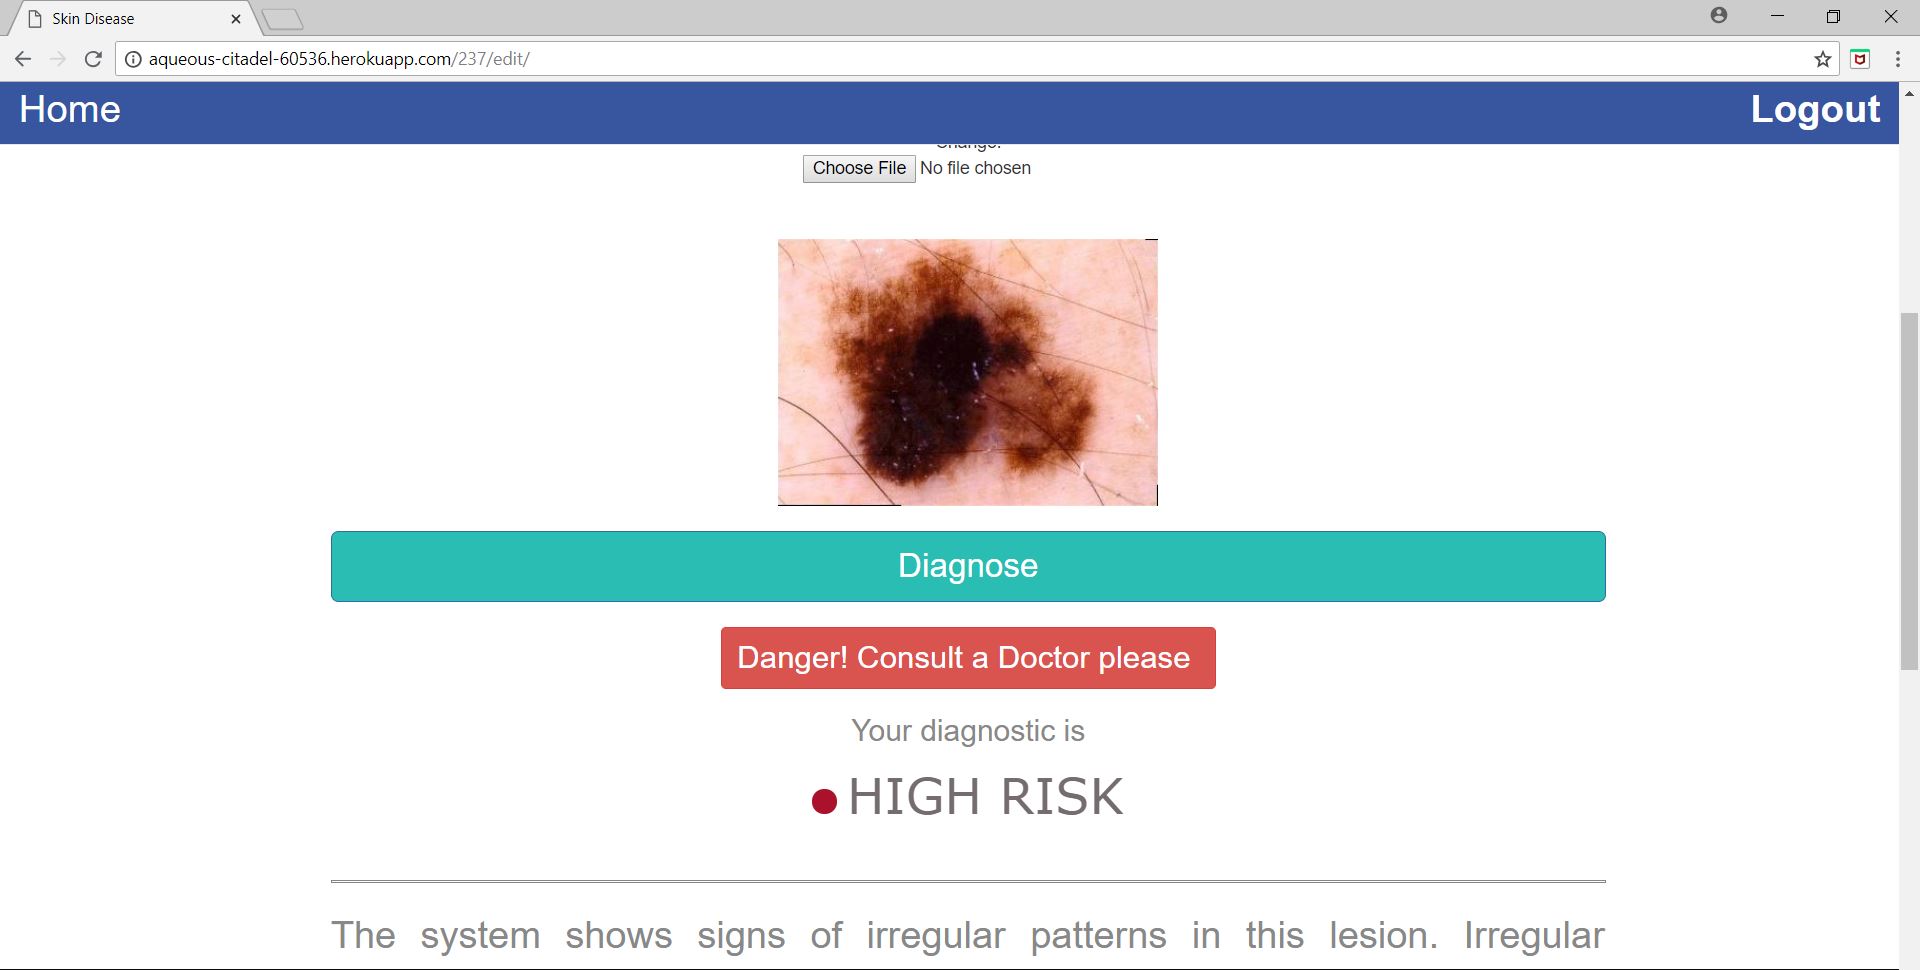 Skin Disease
aqueous-citadel-60536.herokuapp.com/237/edit/
Home
Logout
Change:
Choose File No file chosen
Diagnose
Danger! Consult a Doctor please
Your diagnostic is
HIGH RISK
The system shows signs of irregular patterns in this lesion. Irregular